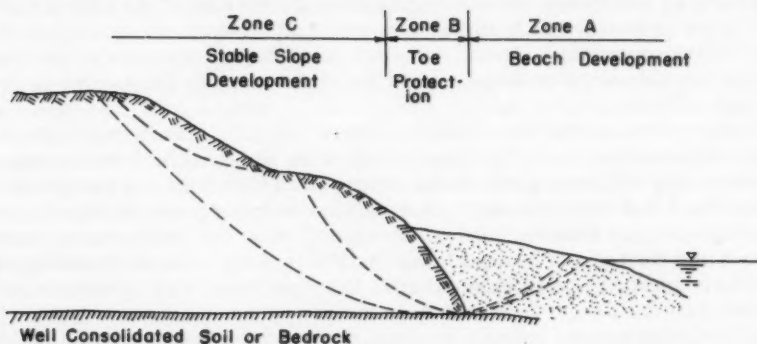 Zone C Zone B Zone A
Stable Slope Toe Beach Development
Development Protect-
ion
Well Consolidated Soil or Bedrock